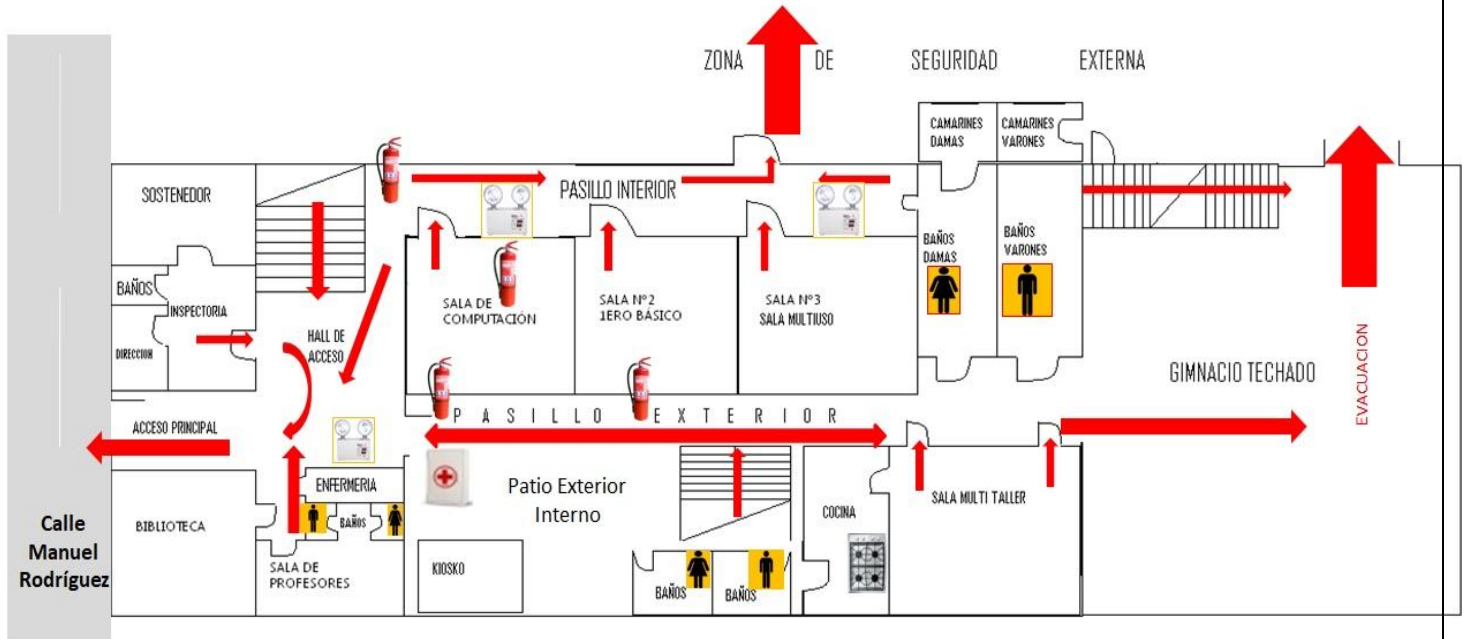 ZONA DE SEGURIDAD EXTERNA
CAMARINES
DAMAS
CAMARINES
VARONES
SOSTENEDOR
PASILLO INTERIOR
BAÑOS
DAMAS
BAÑOS
VARONES
BAÑOS
INSPECTORIA
DIRECCION
HALL DE
ACCESO
SALA DE
COMPUTACIÓN
SALA Nº2
1ERO BÁSICO
SALA Nº3
SALA MULTIUSO
GIMNACIO TECHADO
EVACUACION
PASILLO EXTERIOR
ACCESO PRINCIPAL
ENFERMERIA
BAÑOS
Patio Exterior
Interno
COCINA
SALA MULTI TALLER
Calle
Manuel
Rodríguez
BIBLIOTECA
SALA DE
PROFESORES
KIOSKO
BAÑOS
BAÑOS